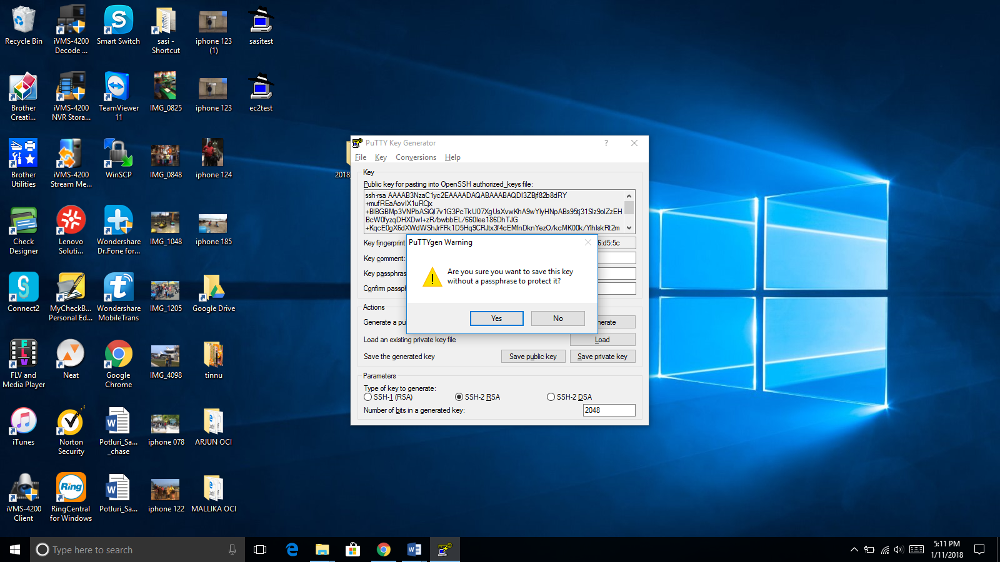 Recycle Bin
iVMS-4200
Decode ...
Smart Switch
sasi -
Shortcut
iphone 123
(1)
sasitest
Brother
Creati...
iVMS-4200
NVR Stora...
TeamViewer
11
IMG_0825
iphone 123
ec2test
Brother
Utilities
iVMS-4200
Stream Me...
WinSCP
IMG_0848
iphone 124
2018
Check
Designer
Lenovo
Soluti...
Wondershare
Dr.Fone for...
IMG_1048
iphone 185
Connect2
MyCheckB...
Personal Ed...
Wondershare
MobileTrans
IMG_1205
Google Drive
FLV and
Media Player
Neat
Google
Chrome
IMG_4098
tinnu
iTunes
Norton
Security
Potluri_Sa...
_chase
iphone 078
ARJUN OCI
iVMS-4200
Client
Ring
RingCentral
for Windows
Potluri_Sa...
iphone 122
MALLIKA OCI
PuTTY Key Generator
?
File Key Conversions Help
Key
Public key for pasting into OpenSSH authorized_keys file:
ssh-rsa AAAAB3NzaC1yc2EAAAADAQABAAABAQDI3ZBjf82b8dRY
+mufREaAovIX1uRCjx
+BIBGBMp3VNPbASiQI7v1G3PcTkU07XgUsXvwKhA9wYlyHNpABs95tj31Slz9oIZzEH
BcW0fyzqDHXDwI+zR/bwbbEL/660Iee186DhTJG
+KqcE0gX6dXWdWShJrFFk1D5Hq9CRJtx3f4cEMfnDknYezO/kcMK00k/YlhIskRt2m
Key fingerprint
6:d5:5c
Key comment:
Key passphra
Confirm passph
PuTTYgen Warning
Are you sure you want to save this key
without a passphrase to protect it?
Yes
No
Actions
Generate a pu
nerate
Load an existing private key file
Load
Save the generated key
Save public key
Save private key
Parameters
Type of key to generate:
SSH-1 (RSA)
SSH-2 RSA
SSH-2 DSA
Number of bits in a generated key:
2048
Type here to search
5:11 PM
1/11/2018